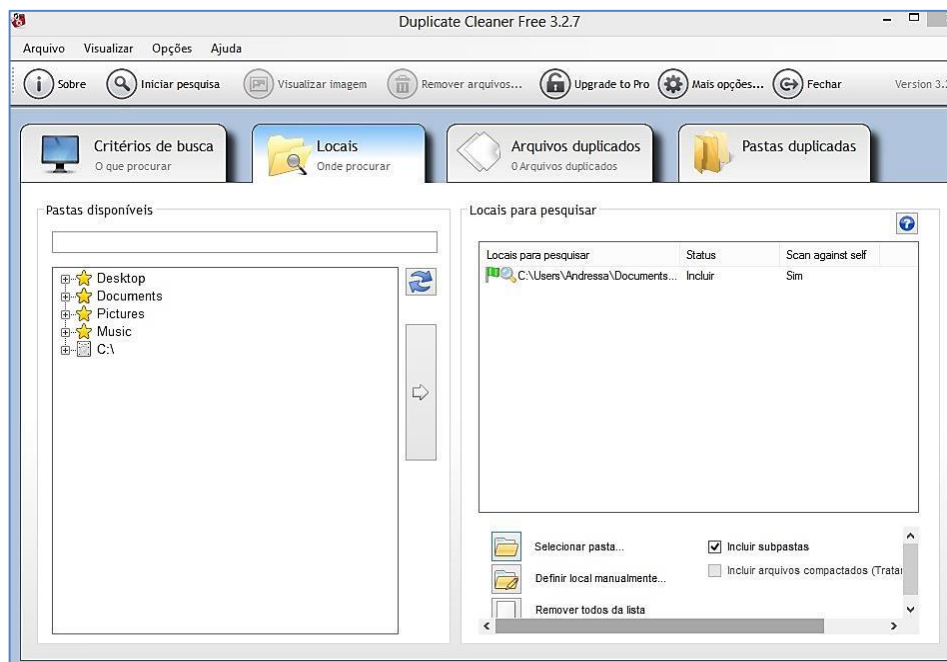 Duplicate Cleaner Free 3.2.7
Arquivo Visualizar Opções Ajuda
i Sobre Iniciar pesquisa Visualizar imagem Remover arquivos... Upgrade to Pro Mais opções... Fechar Version 3.
Critérios de busca
O que procurar
Locais
Onde procurar
Arquivos duplicados
0 Arquivos duplicados
Pastas duplicadas
Pastas disponíveis
Desktop
Documents
Pictures
Music
C:\
Locais para pesquisar
?
Locais para pesquisar Status Scan against self
C:\Users\Andressa\Documents... Incluir Sim
Selecionar pasta...
Incluir subpastas
Definir local manualmente...
Incluir arquivos compactados (Tratar
Remover todos da lista